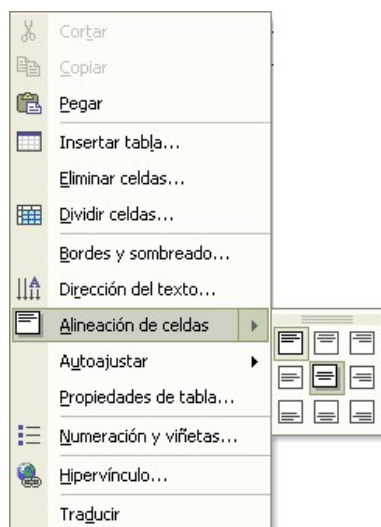 Cortar
Copiar
Pegar
Insertar tabla...
Eliminar celdas...
Dividir celdas...
Bordes y sombreado...
Dirección del texto...
Alineación de celdas
Autoajustar
Propiedades de tabla...
Numeración y viñetas...
Hipervínculo...
Traducir